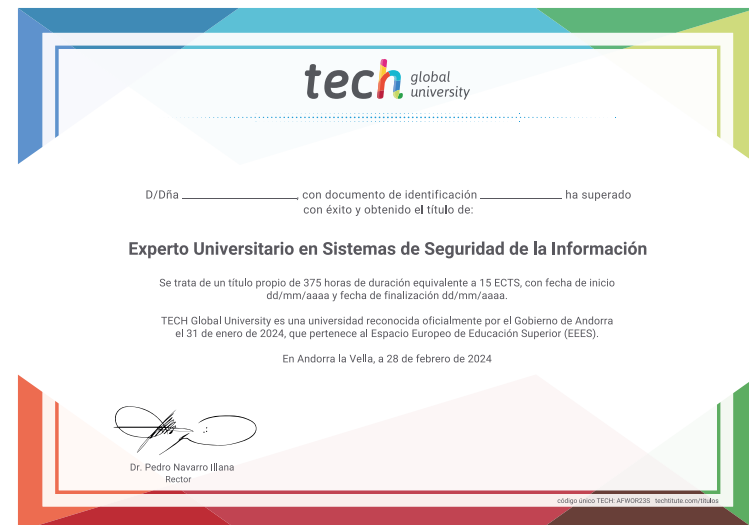 tech global university
D/Dña ________________, con documento de identificación ______________ ha superado
con éxito y obtenido el título de:
Experto Universitario en Sistemas de Seguridad de la Información
Se trata de un título propio de 375 horas de duración equivalente a 15 ECTS, con fecha de inicio
dd/mm/aaaa y fecha de finalización dd/mm/aaaa.
TECH Global University es una universidad reconocida oficialmente por el Gobierno de Andorra
el 31 de enero de 2024, que pertenece al Espacio Europeo de Educación Superior (EEES).
En Andorra la Vella, a 28 de febrero de 2024
Dr. Pedro Navarro Illana
Rector
código único TECH: AFWOR23S techtitute.com/titulos